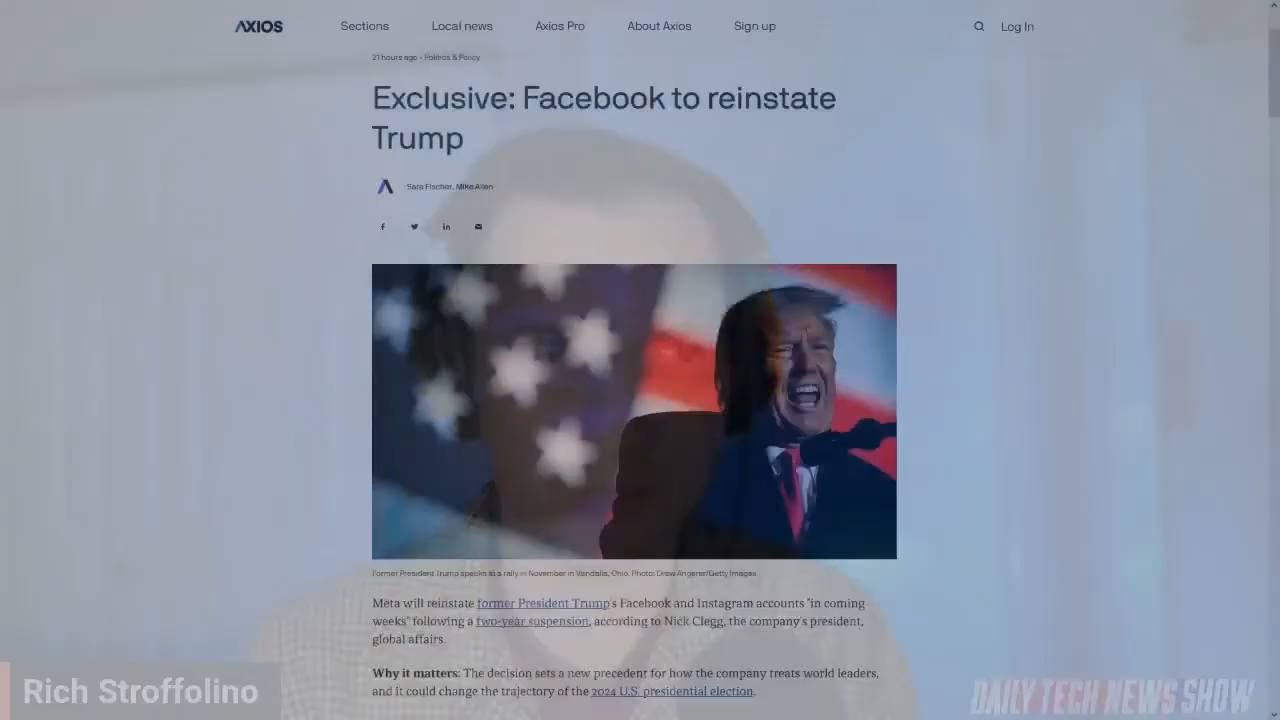 AXIOS
Sections
Local news
Axios Pro
About Axios
Sign up
Log In
21 hours ago - Politics & Policy
Exclusive: Facebook to reinstate
Trump
Sara Fischer, Mike Allen
Former President Trump speaks at a rally in November in Vandalia, Ohio. Photo: Drew Angerer/Getty Images
Meta will reinstate former President Trump's Facebook and Instagram accounts "in coming
weeks" following a two-year suspension, according to Nick Clegg, the company's president,
global affairs.
Why it matters: The decision sets a new precedent for how the company treats world leaders,
and it could change the trajectory of the 2024 U.S. presidential election.
Rich Stroffolino
DAILY TECH NEWS SHOW